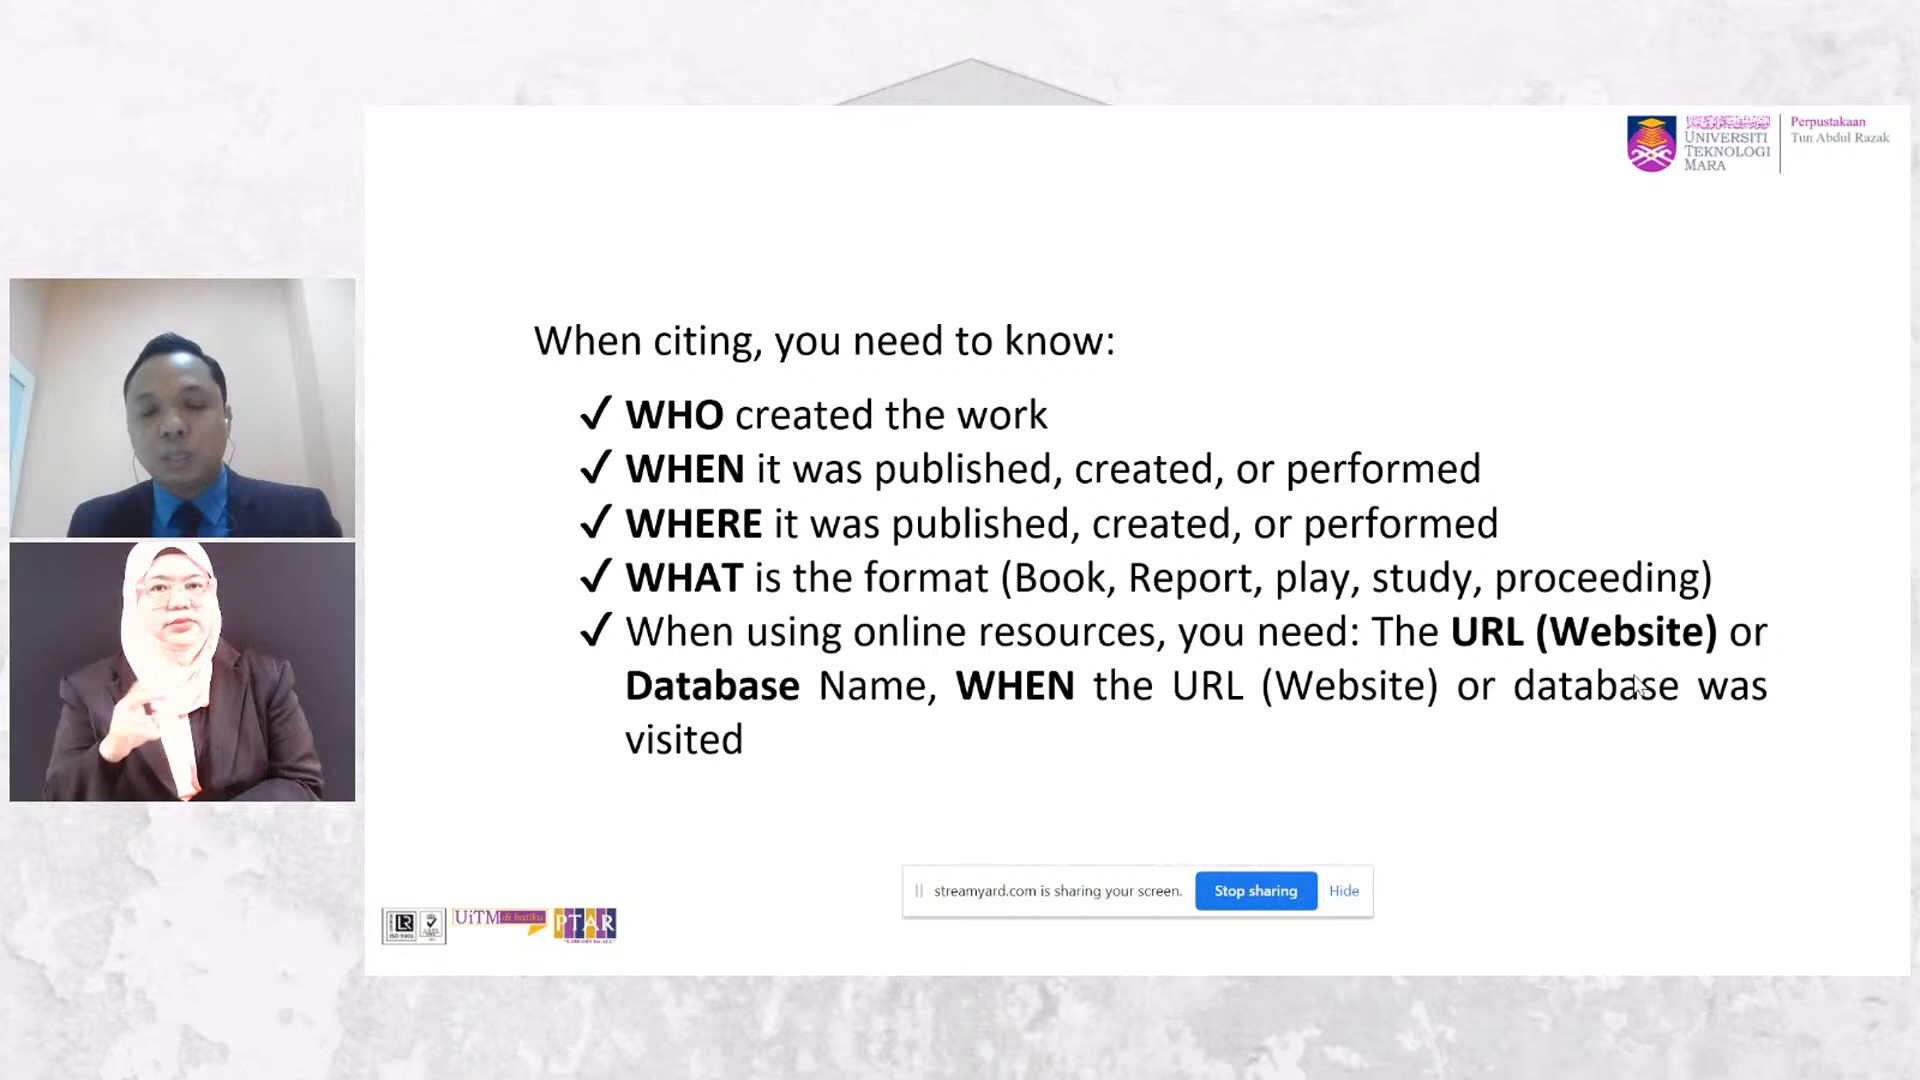 UNIVERSITI
TEKNOLOGI
MARA
Perpustakaan
Tun Abdul Razak
When citing, you need to know:
✓ WHO created the work
✓ WHEN it was published, created, or performed
✓ WHERE it was published, created, or performed
✓ WHAT is the format (Book, Report, play, study, proceeding)
✓ When using online resources, you need: The URL (Website) or
Database Name, WHEN the URL (Website) or database was
visited
streamyard.com is sharing your screen.
Stop sharing
Hide
LR
ISO 9001
UiTM di hatiku
PTAR
"LIBRARY for ALL"